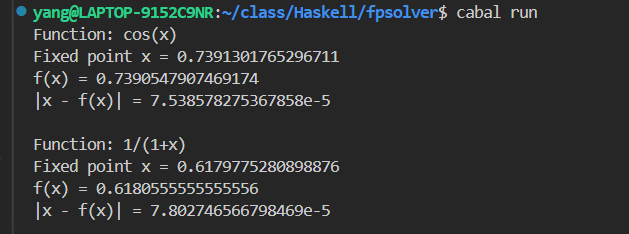 yang@LAPTOP-9152C9NR:~/class/Haskell/fpsolver$ cabal run
Function: cos(x)
Fixed point x = 0.7391301765296711
f(x) = 0.7390547907469174
|x - f(x)| = 7.538578275367858e-5

Function: 1/(1+x)
Fixed point x = 0.6179775280898876
f(x) = 0.6180555555555556
|x - f(x)| = 7.802746566798469e-5